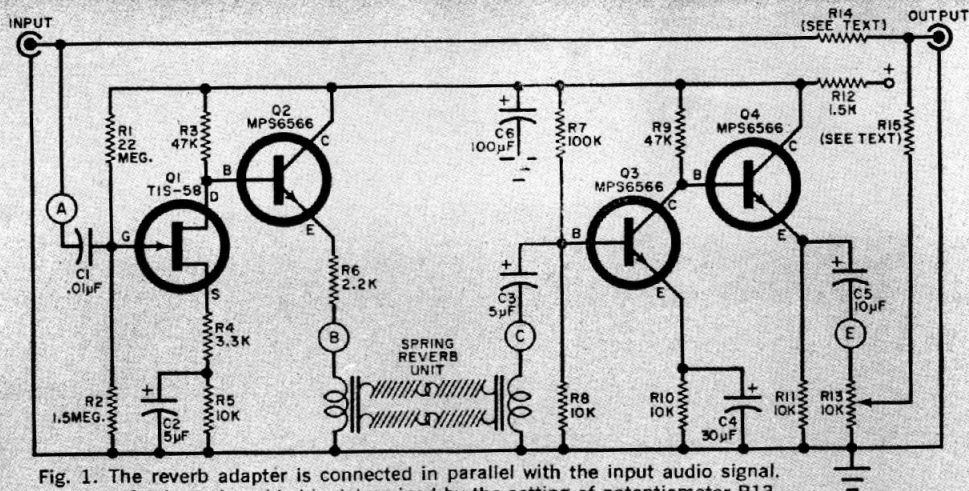 INPUT
R14
(SEE TEXT)
OUTPUT
Q2
MPS6566
C
R1
22
MEG.
R3
47K
Q1
TIS-58
D
B
E
A
G
C1
.01µF
S
R4
3.3K
R2
1.5MEG.
C2
5µF
R5
10K
R6
2.2K
B
SPRING
REVERB
UNIT
+
C6
100µF
R7
100K
R9
47K
Q4
MPS6566
C
+
R12
1.5K
R15
(SEE TEXT)
Q3
MPS6566
C
B
B
E
E
+
C3
5µF
C
+
C5
10µF
E
R8
10K
R10
10K
+
C4
30µF
R11
10K
R13
10K
+
Fig. 1. The reverb adapter is connected in parallel with the input audio signal.